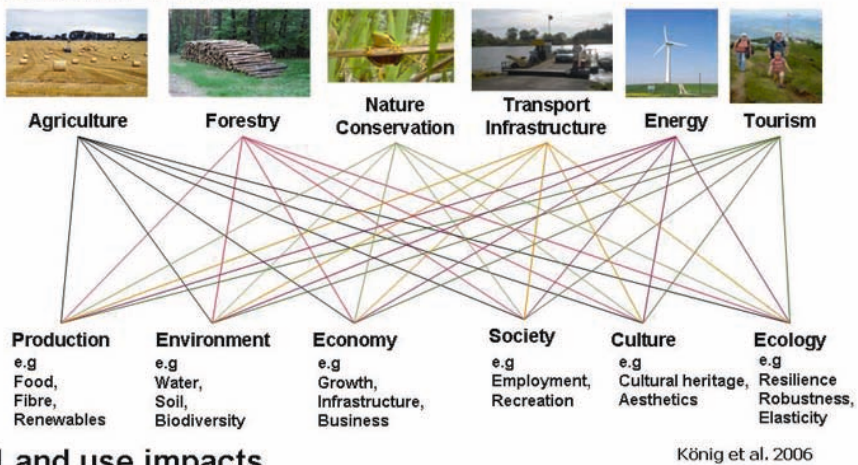 Agriculture
Forestry
Nature
Conservation
Transport
Infrastructure
Energy
Tourism
Production
e.g
Food,
Fibre,
Renewables
Environment
e.g
Water,
Soil,
Biodiversity
Economy
e.g
Growth,
Infrastructure,
Business
Society
e.g
Employment,
Recreation
Culture
e.g
Cultural heritage,
Aesthetics
Ecology
e.g
Resilience
Robustness,
Elasticity
Land use impacts
König et al. 2006